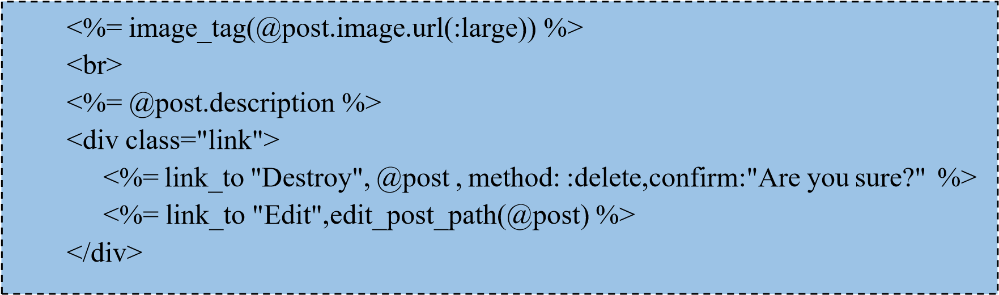 <%= image_tag(@post.image.url(:large)) %>
<br>
<%= @post.description %>
<div class="link">
<%= link_to "Destroy", @post , method: :delete,confirm:"Are you sure?"  %>
<%= link_to "Edit",edit_post_path(@post) %>
</div>